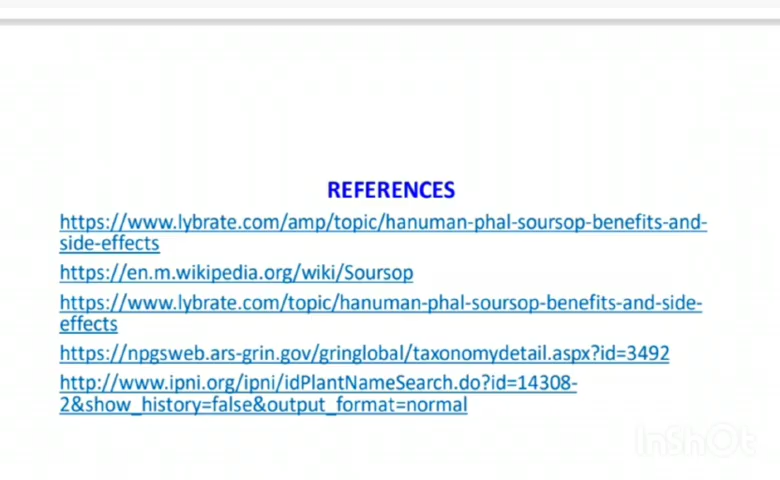 REFERENCES
https://www.lybrate.com/amp/topic/hanuman-phal-soursop-benefits-and-
side-effects
https://en.m.wikipedia.org/wiki/Soursop
https://www.lybrate.com/topic/hanuman-phal-soursop-benefits-and-side-
effects
https://npgsweb.ars-grin.gov/gringlobal/taxonomydetail.aspx?id=3492
http://www.ipni.org/ipni/idPlantNameSearch.do?id=14308-
2&show_history=false&output_format=normal
InShOt